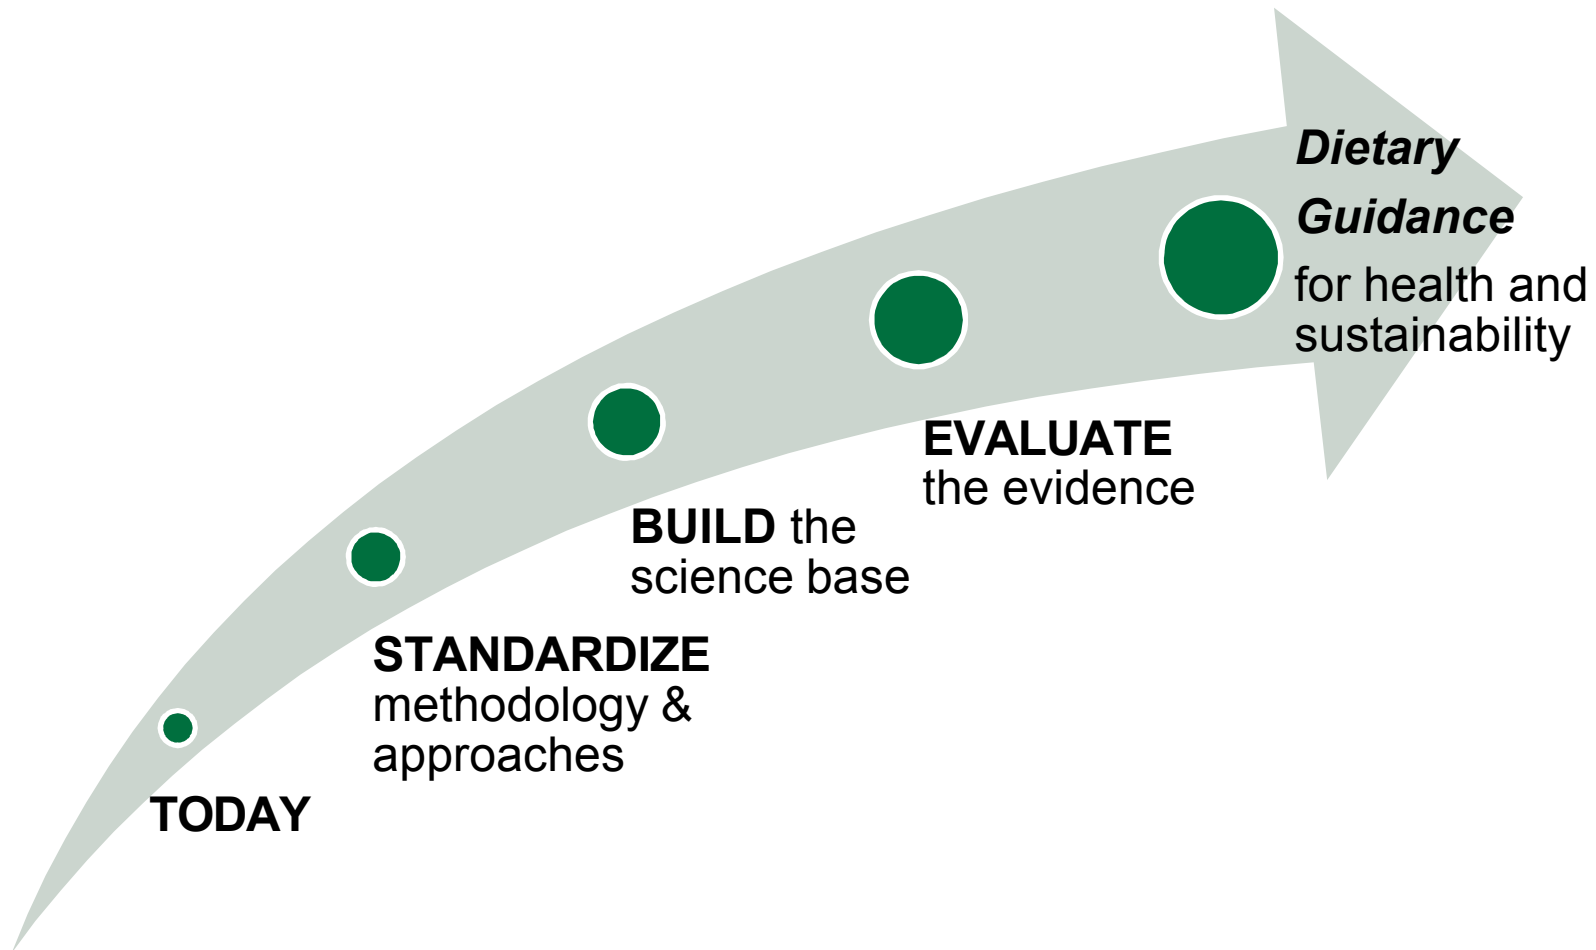 TODAY
STANDARDIZE
methodology &
approaches
BUILD the
science base
EVALUATE
the evidence
Dietary
Guidance
for health and
sustainability